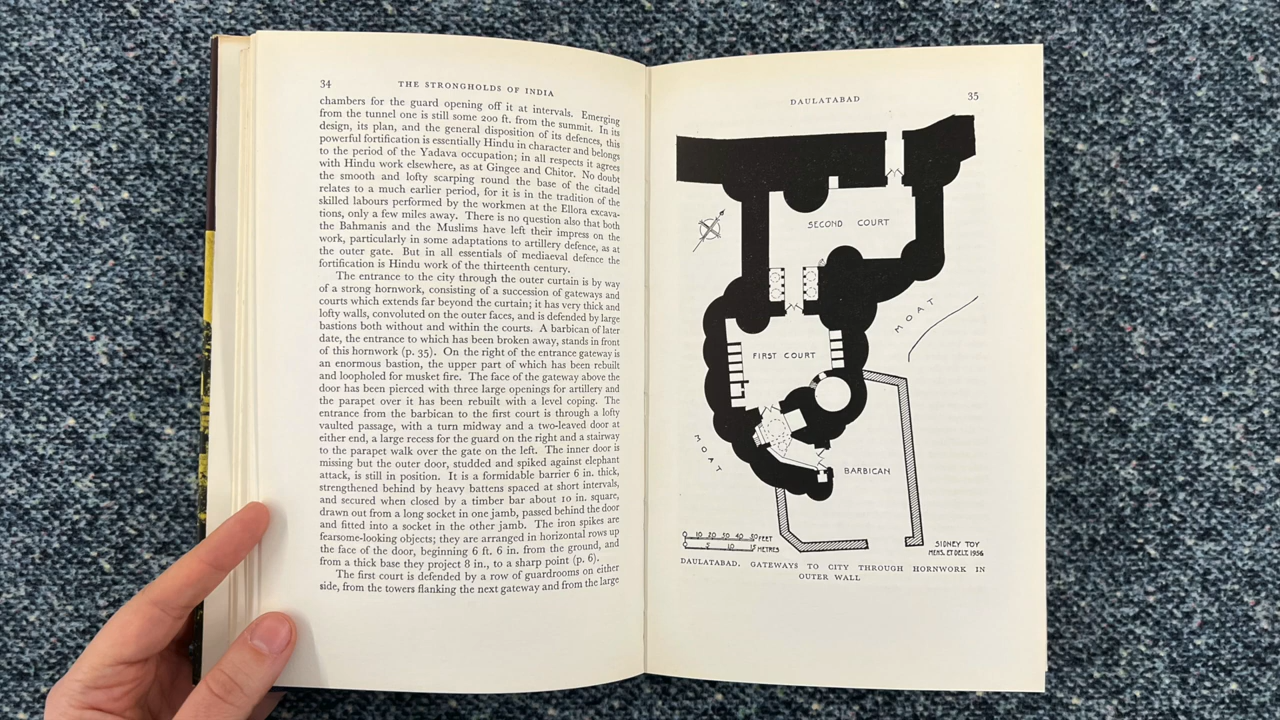 34 THE STRONGHOLDS OF INDIA
chambers for the guard opening off it at intervals. Emerging
from the tunnel one is still some 200 ft. from the summit. In its
design, its plan, and the general disposition of its defences, this
powerful fortification is essentially Hindu in character and belongs
to the period of the Yadava occupation; in all respects it agrees
with Hindu work elsewhere, as at Gingee and Chitor. No doubt
the smooth and lofty scarping round the base of the citadel
relates to a much earlier period, for it is in the tradition of the
skilled labours performed by the workmen at the Ellora excava-
tions, only a few miles away. There is no question also that both
the Bahmanis and the Muslims have left their impress on the
work, particularly in some adaptations to artillery defence, as at
the outer gate. But in all essentials of mediaeval defence the
fortification is Hindu work of the thirteenth century.
The entrance to the city through the outer curtain is by way
of a strong hornwork, consisting of a succession of gateways and
courts which extends far beyond the curtain; it has very thick and
lofty walls, convoluted on the outer faces, and is defended by large
bastions both without and within the courts. A barbican of later
date, the entrance to which has been broken away, stands in front
of this hornwork (p. 35). On the right of the entrance gateway is
an enormous bastion, the upper part of which has been rebuilt
and loopholed for musket fire. The face of the gateway above the
door has been pierced with three large openings for artillery and
the parapet over it has been rebuilt with a level coping. The
entrance from the barbican to the first court is through a lofty
vaulted passage, with a turn midway and a two-leaved door at
either end, a large recess for the guard on the right and a stairway
to the parapet walk over the gate on the left. The inner door is
missing but the outer door, studded and spiked against elephant
attack, is still in position. It is a formidable barrier 6 in. thick,
strengthened behind by heavy battens spaced at short intervals,
and secured when closed by a timber bar about 10 in. square,
drawn out from a long socket in one jamb, passed behind the door
and fitted into a socket in the other jamb. The iron spikes are
fearsome-looking objects; they are arranged in horizontal rows up
the face of the door, beginning 6 ft. 6 in. from the ground, and
from a thick base they project 8 in., to a sharp point (p. 6).
The first court is defended by a row of guardrooms on either
side, from the towers flanking the next gateway and from the large
DAULATABAD 35
SECOND COURT
MOAT
FIRST COURT
MOAT
BARBICAN
0 10 20 30 40 50 FEET
0 5 10 15 METRES
SIDNEY TOY
MENS. ET DELT. 1956
DAULATABAD, GATEWAYS TO CITY THROUGH HORNWORK IN
OUTER WALL